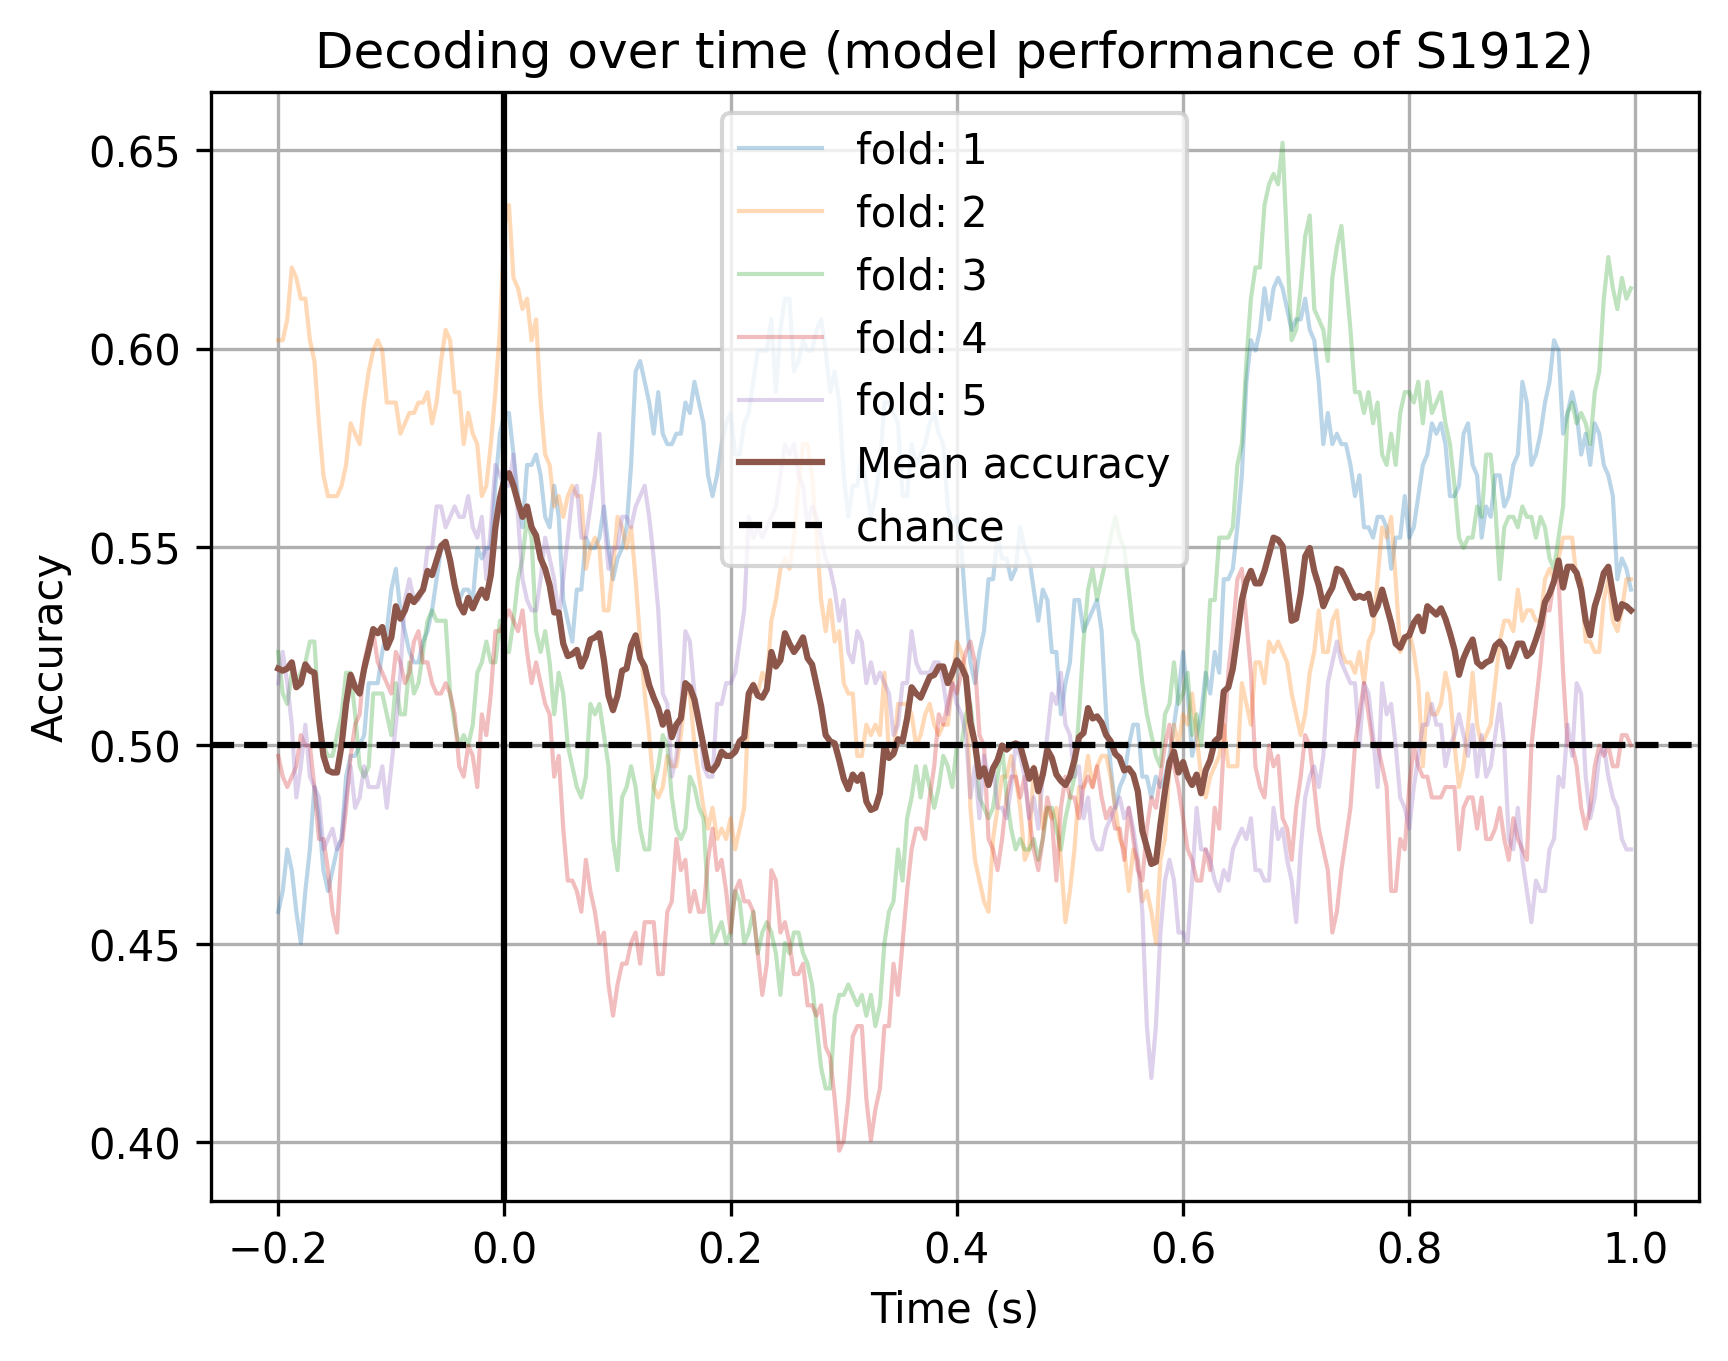 Decoding over time (model performance of S1912)
Accuracy
0.65
0.60
0.55
0.50
0.45
0.40
fold: 1
fold: 2
fold: 3
fold: 4
fold: 5
Mean accuracy
chance
−0.2
0.0
0.2
0.4
0.6
0.8
1.0
Time (s)